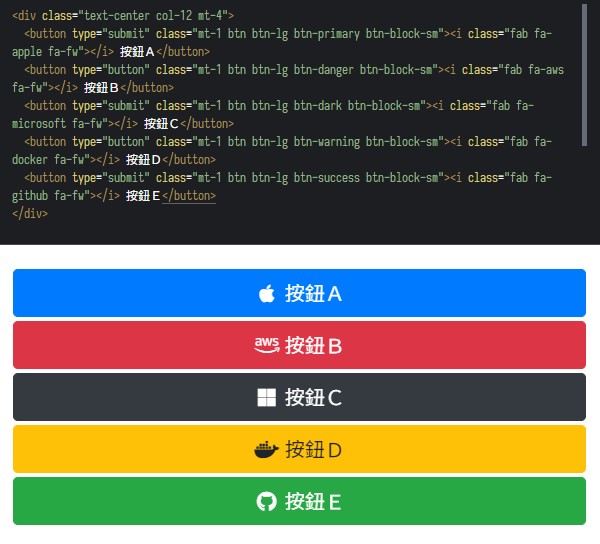 <div class="text-center col-12 mt-4">
<button type="submit" class="mt-1 btn btn-lg btn-primary btn-block-sm"><i class="fab fa-
apple fa-fw"></i> 按鈕Ａ</button>
<button type="button" class="mt-1 btn btn-lg btn-danger btn-block-sm"><i class="fab fa-aws
fa-fw"></i> 按鈕Ｂ</button>
<button type="submit" class="mt-1 btn btn-lg btn-dark btn-block-sm"><i class="fab fa-
microsoft fa-fw"></i> 按鈕Ｃ</button>
<button type="button" class="mt-1 btn btn-lg btn-warning btn-block-sm"><i class="fab fa-
docker fa-fw"></i> 按鈕Ｄ</button>
<button type="submit" class="mt-1 btn btn-lg btn-success btn-block-sm"><i class="fab fa-
github fa-fw"></i> 按鈕Ｅ</button>
</div>
按鈕Ａ
aws 按鈕Ｂ
按鈕Ｃ
按鈕Ｄ
按鈕Ｅ